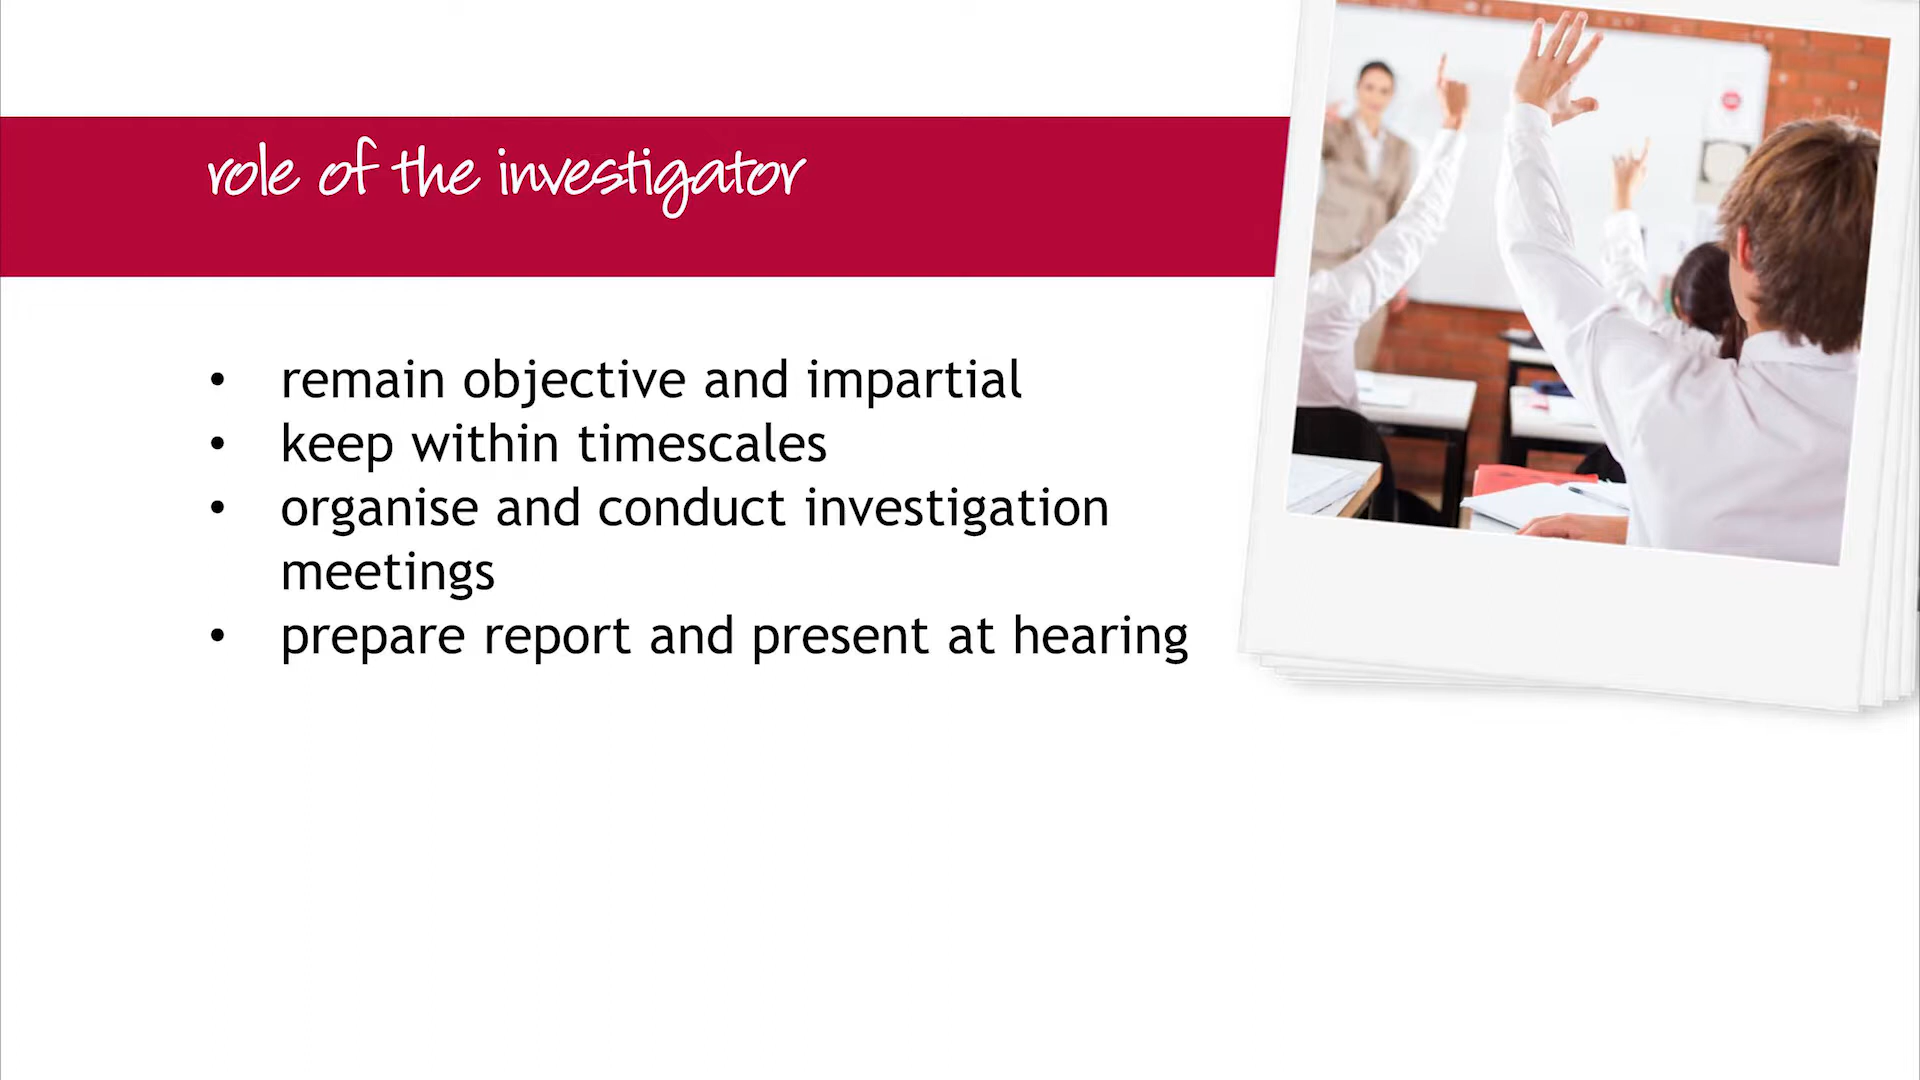 role of the investigator
• remain objective and impartial
• keep within timescales
• organise and conduct investigation
meetings
• prepare report and present at hearing